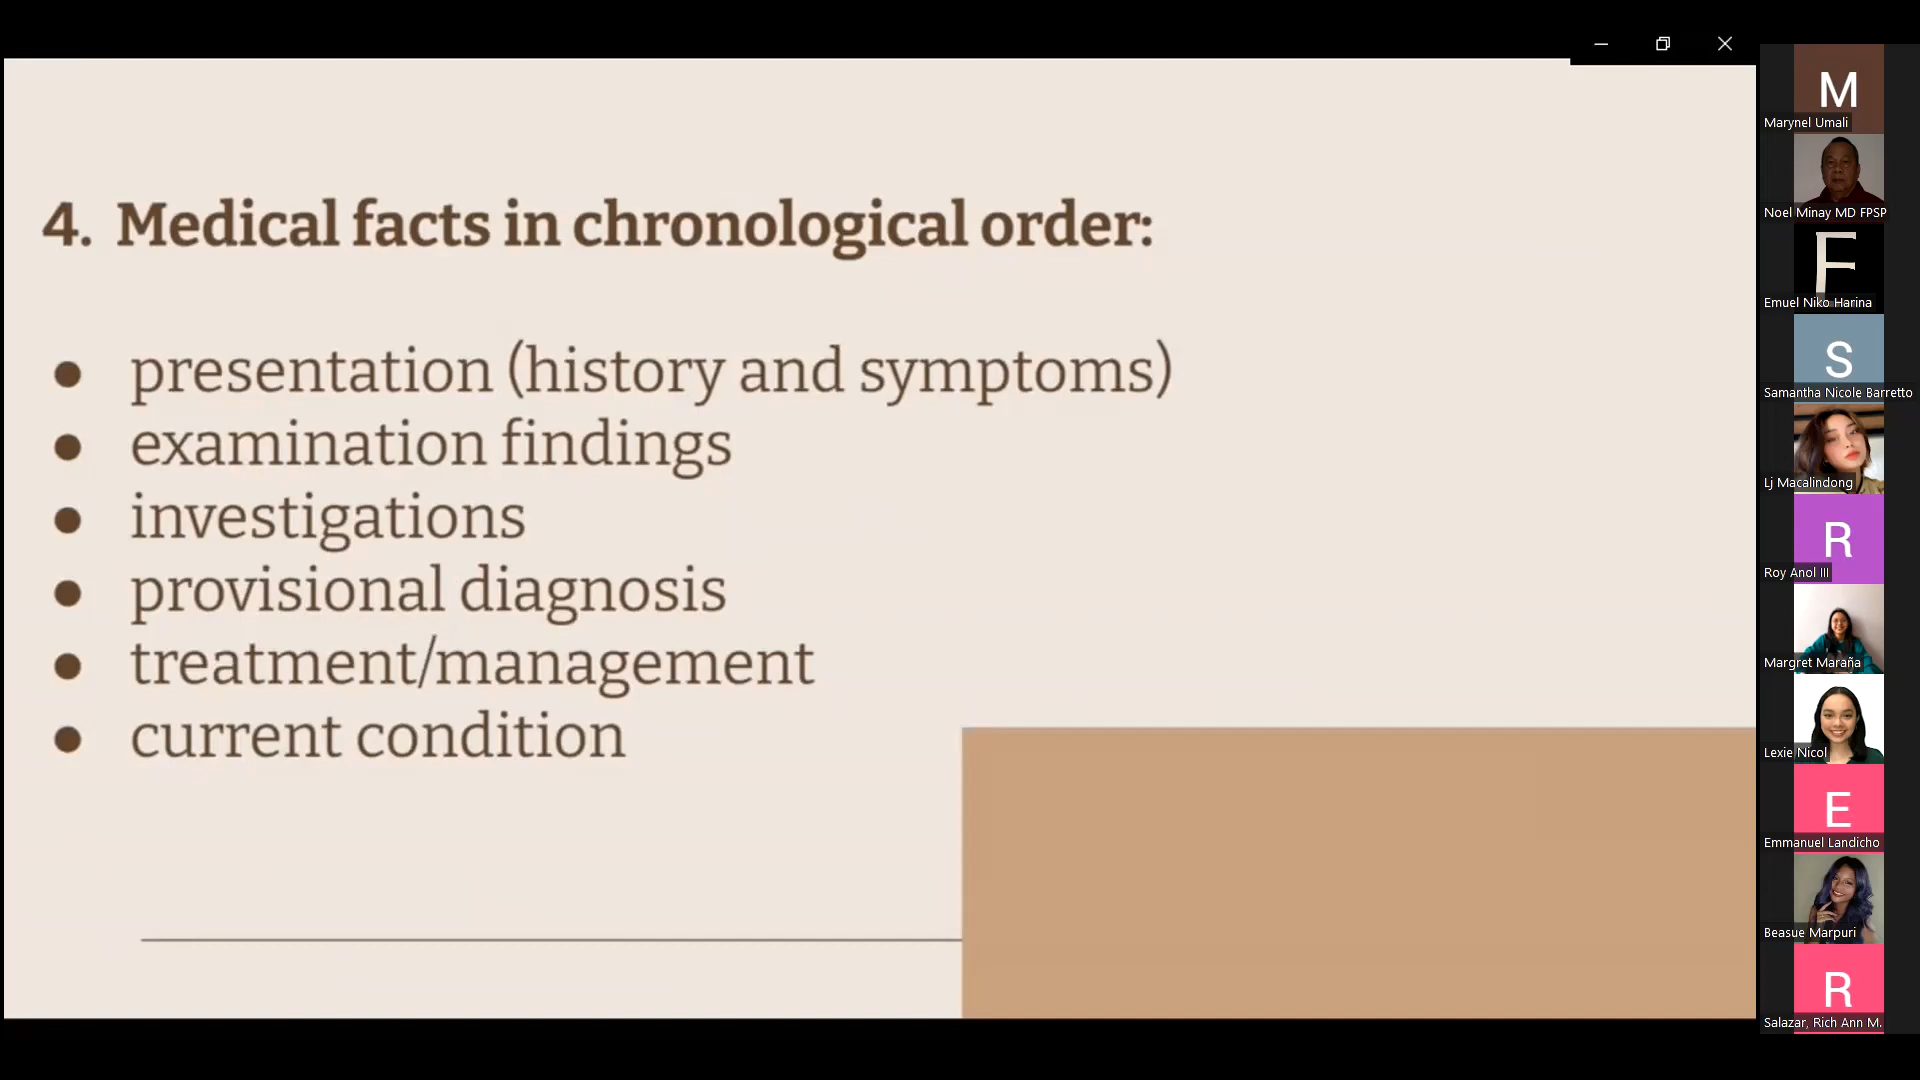 4. Medical facts in chronological order:
● presentation (history and symptoms)
● examination findings
● investigations
● provisional diagnosis
● treatment/management
● current condition
M
Marynel Umali
Noel Minay MD FPSP
F
Emuel Niko Harina
S
Samantha Nicole Barretto
Lj Macalindong
R
Roy Anol III
Margret Maraña
Lexie Nicol
E
Emmanuel Landicho
Beasue Marpuri
R
Salazar, Rich Ann M.